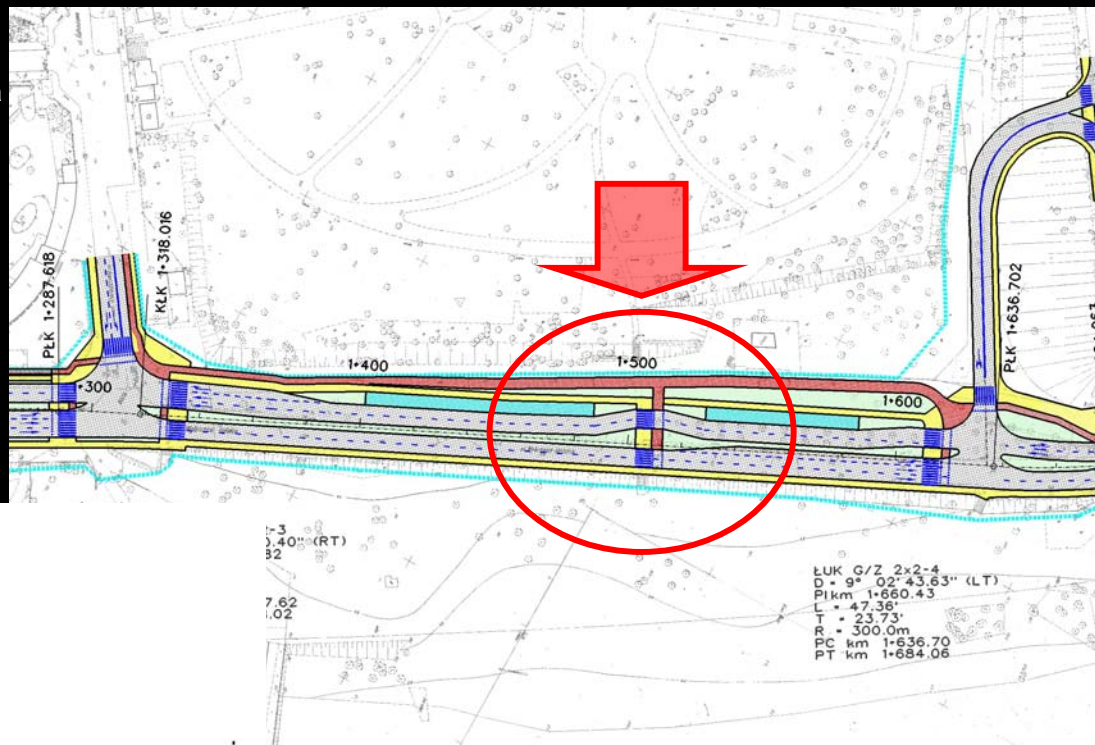 PŁK 1+287.618
KŁK 1+318.016
PŁK 1+636.702
1+400
1+500
1+600
+300
2-3
0.40" (RT)
82
7.62
.02
ŁUK G/Z 2x2-4
D = 9° 02' 43.63" (LT)
PIkm 1+660.43
L = 47.36'
T = 23.73'
R = 300.0m
PC km 1+636.70
PT km 1+684.06